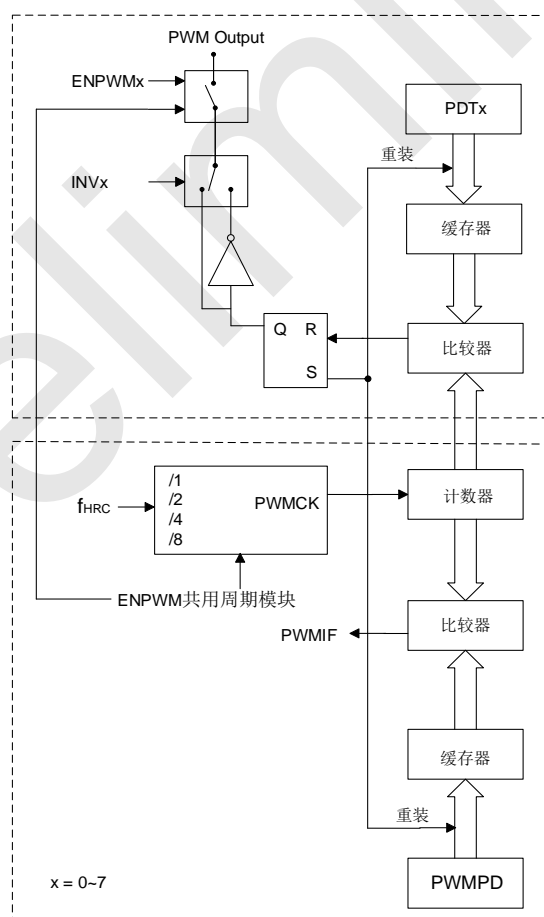 PWM Output
ENPWMx
PDTx
重装
INVx
缓存器
Q R
S
比较器
fHRC
/1
/2
/4
/8
PWMCK
计数器
ENPWM共用周期模块
PWMIF
比较器
缓存器
重装
x = 0~7
PWMPD